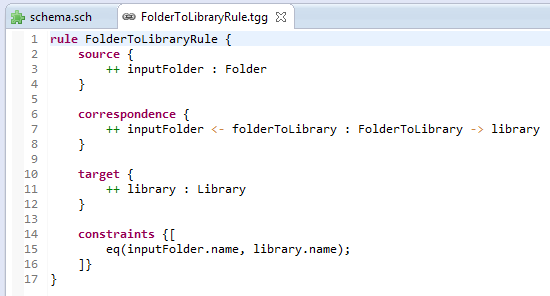 schema.sch FolderToLibraryRule.tgg
1 rule FolderToLibraryRule {
2 source {
3 ++ inputFolder : Folder
4 }
5
6 correspondence {
7 ++ inputFolder <- folderToLibrary : FolderToLibrary -> library
8 }
9
10 target {
11 ++ library : Library
12 }
13
14 constraints {[
15 eq(inputFolder.name, library.name);
16 ]}
17 }